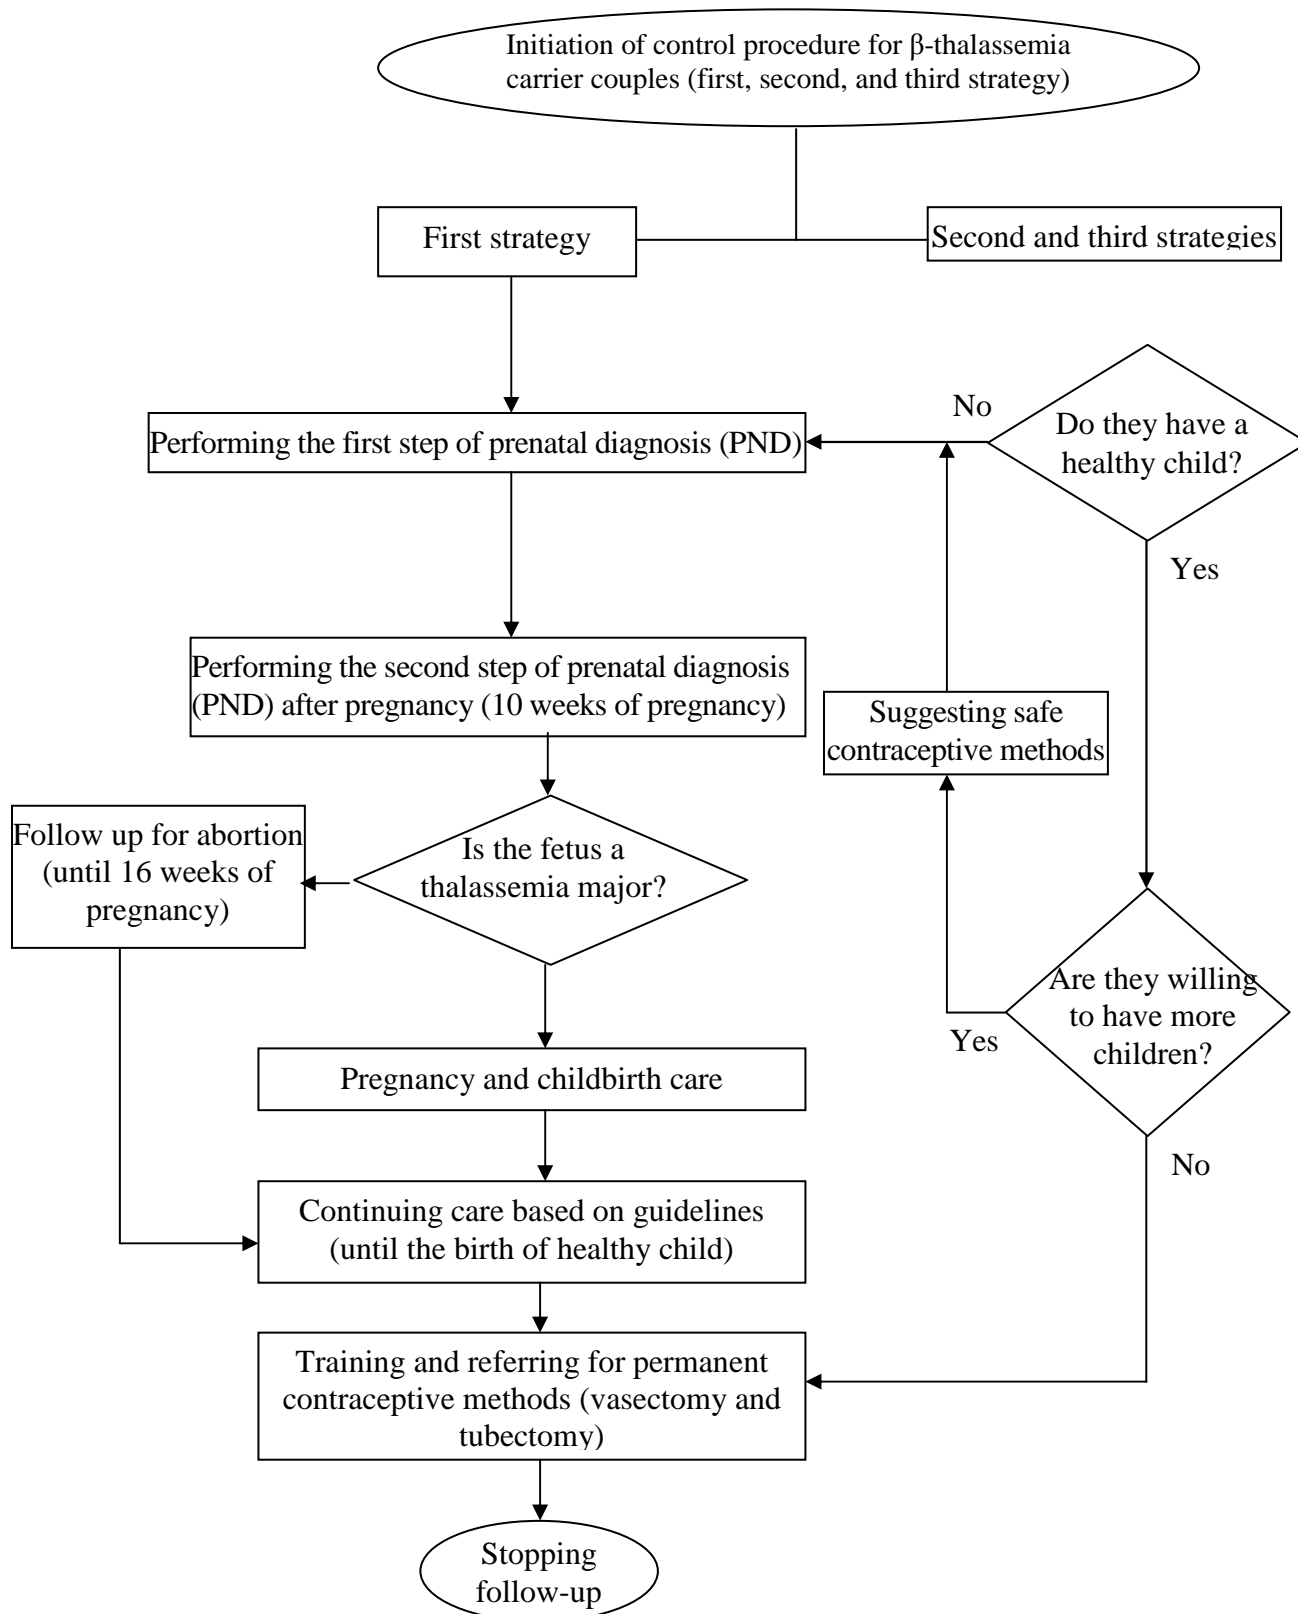 Initiation of control procedure for β-thalassemia
carrier couples (first, second, and third strategy)
First strategy
Second and third strategies
No
Do they have a
healthy child?
Performing the first step of prenatal diagnosis (PND)
Yes
Performing the second step of prenatal diagnosis
(PND) after pregnancy (10 weeks of pregnancy)
Suggesting safe
contraceptive methods
Follow up for abortion
(until 16 weeks of
pregnancy)
Is the fetus a
thalassemia major?
Are they willing
to have more
children?
Yes
Pregnancy and childbirth care
No
Continuing care based on guidelines
(until the birth of healthy child)
Training and referring for permanent
contraceptive methods (vasectomy and
tubectomy)
Stopping
follow-up